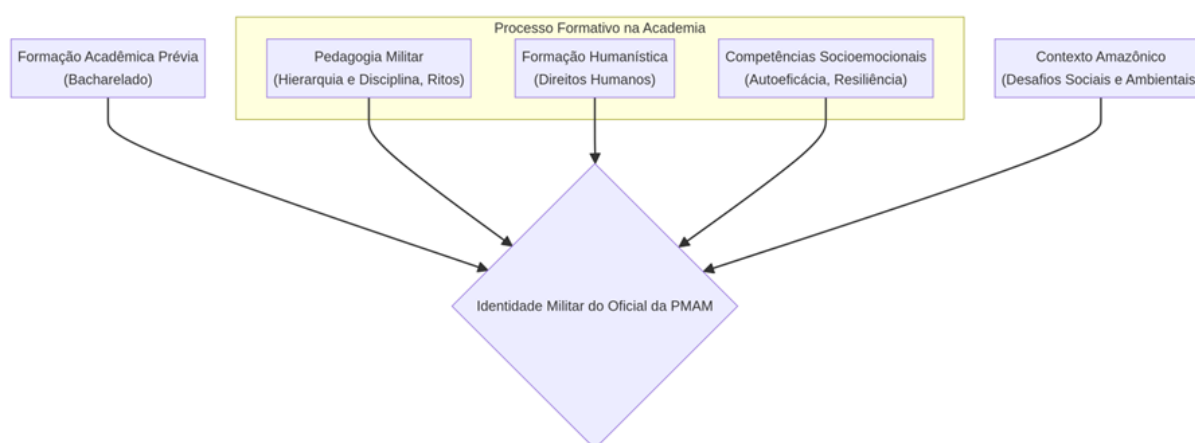 Processo Formativo na Academia
Formação Acadêmica Prévia
(Bacharelado)
Pedagogia Militar
(Hierarquia e Disciplina, Ritos)
Formação Humanística
(Direitos Humanos)
Competências Socioemocionais
(Autoeficácia, Resiliência)
Contexto Amazônico
(Desafios Sociais e Ambientais
Identidade Militar do Oficial da PMAM